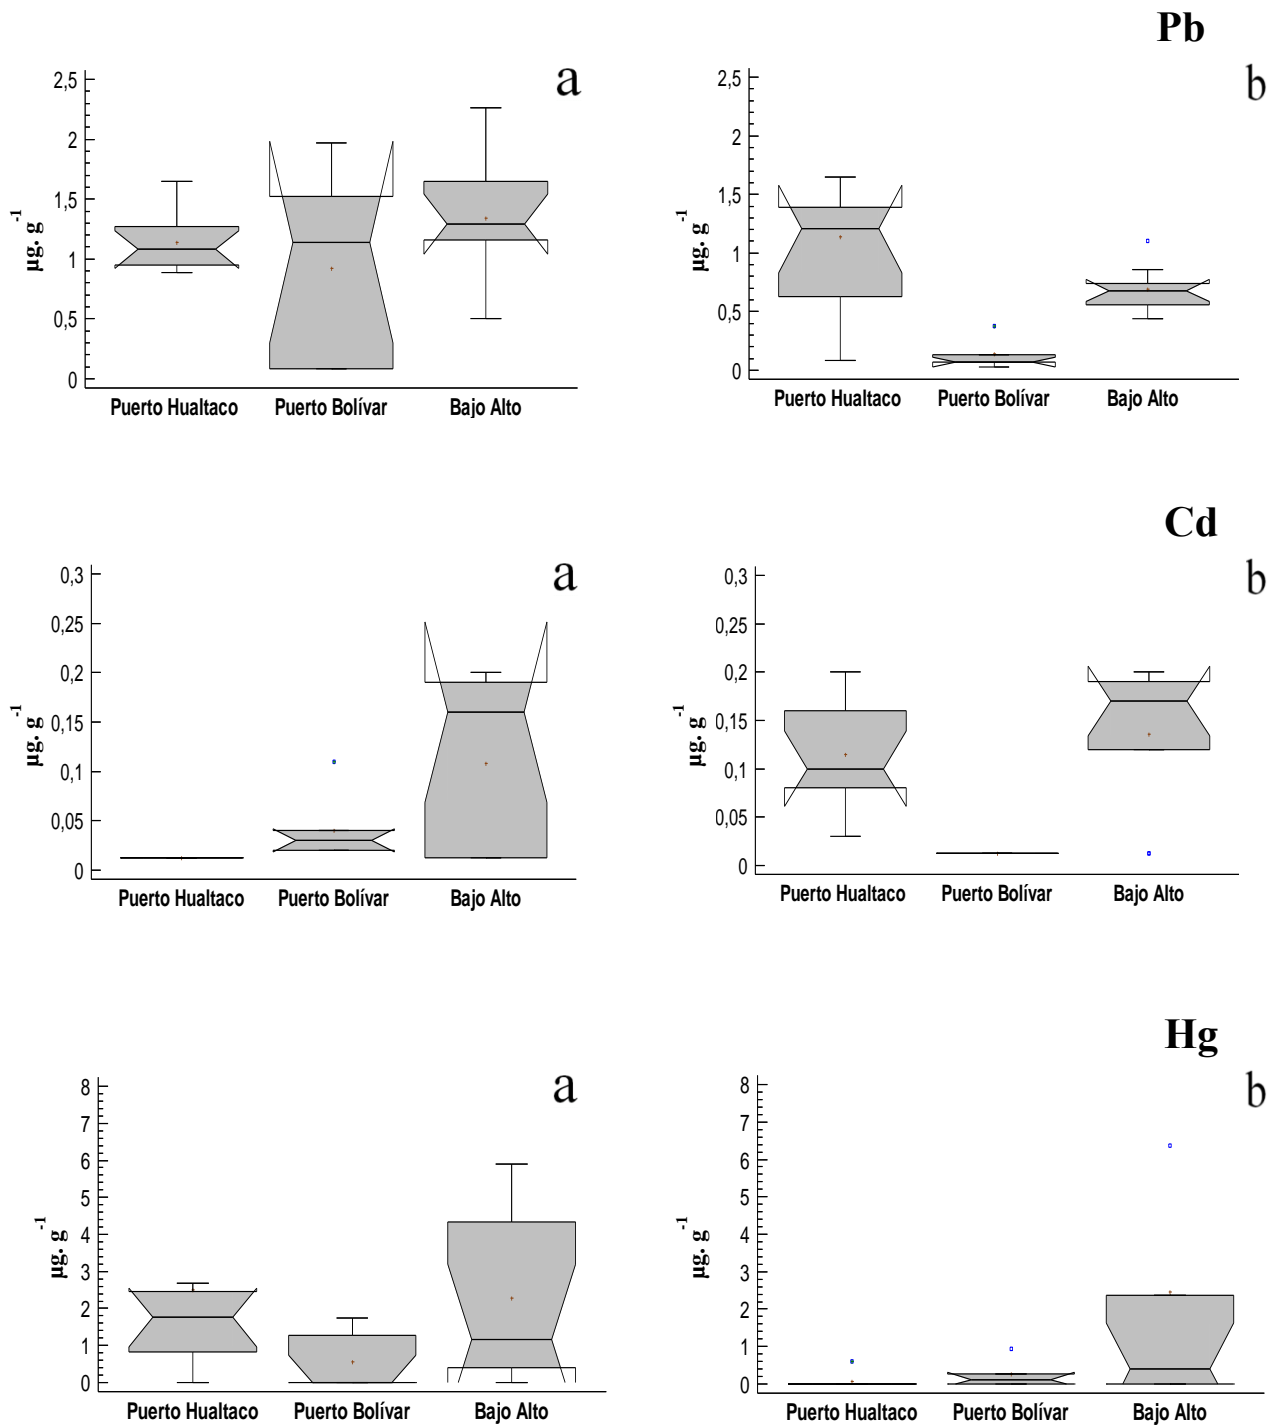 Pb
a
b
2,5
2
1,5
1
0,5
0
µg. g-1
Puerto Hualtaco Puerto Bolívar Bajo Alto
2,5
2
1,5
1
0,5
0
µg. g-1
Puerto Hualtaco Puerto Bolívar Bajo Alto
Cd
a
b
0,3
0,25
0,2
0,15
0,1
0,05
0
µg. g-1
Puerto Hualtaco Puerto Bolívar Bajo Alto
0,3
0,25
0,2
0,15
0,1
0,05
0
µg. g-1
Puerto Hualtaco Puerto Bolívar Bajo Alto
Hg
a
b
8
7
6
5
4
3
2
1
0
µg. g-1
Puerto Hualtaco Puerto Bolívar Bajo Alto
8
7
6
5
4
3
2
1
0
µg. g-1
Puerto Hualtaco Puerto Bolívar Bajo Alto